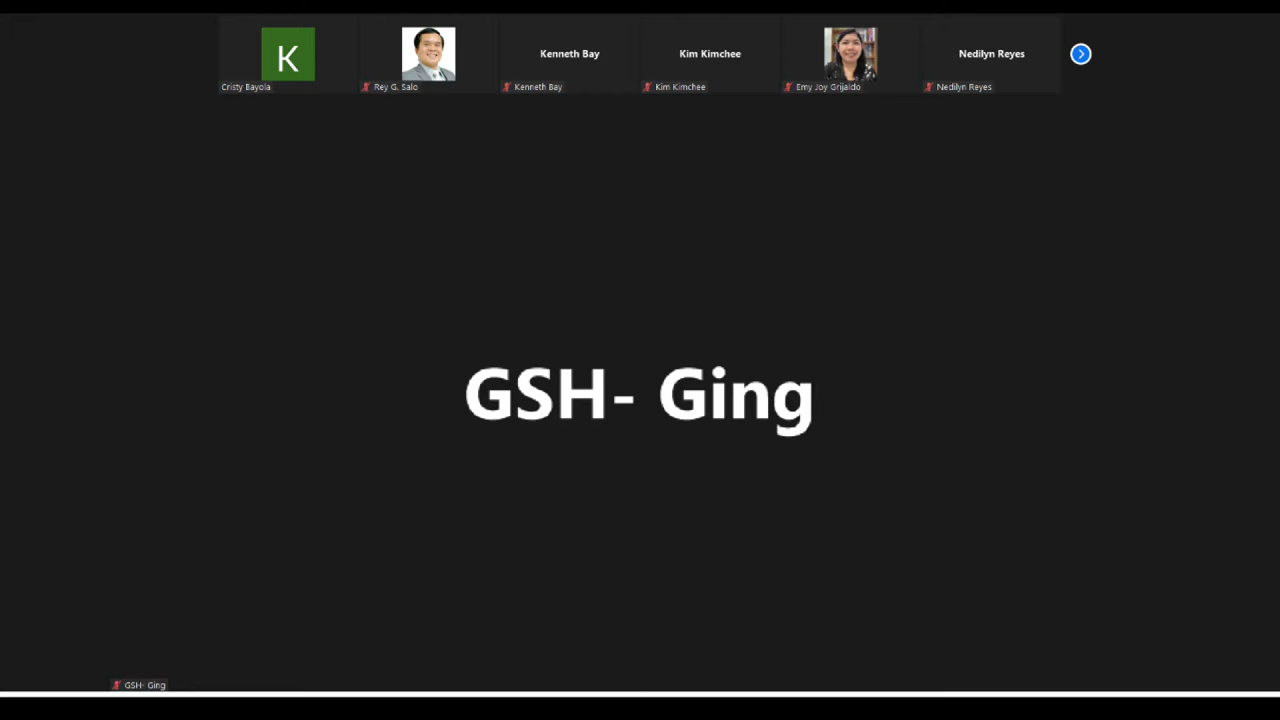 K
Kenneth Bay
Kim Kimchee
Nedilyn Reyes
Cristy Bayola
Rey G. Salo
Kenneth Bay
Kim Kimchee
Emy Joy Grijaldo
Nedilyn Reyes
GSH- Ging
GSH- Ging